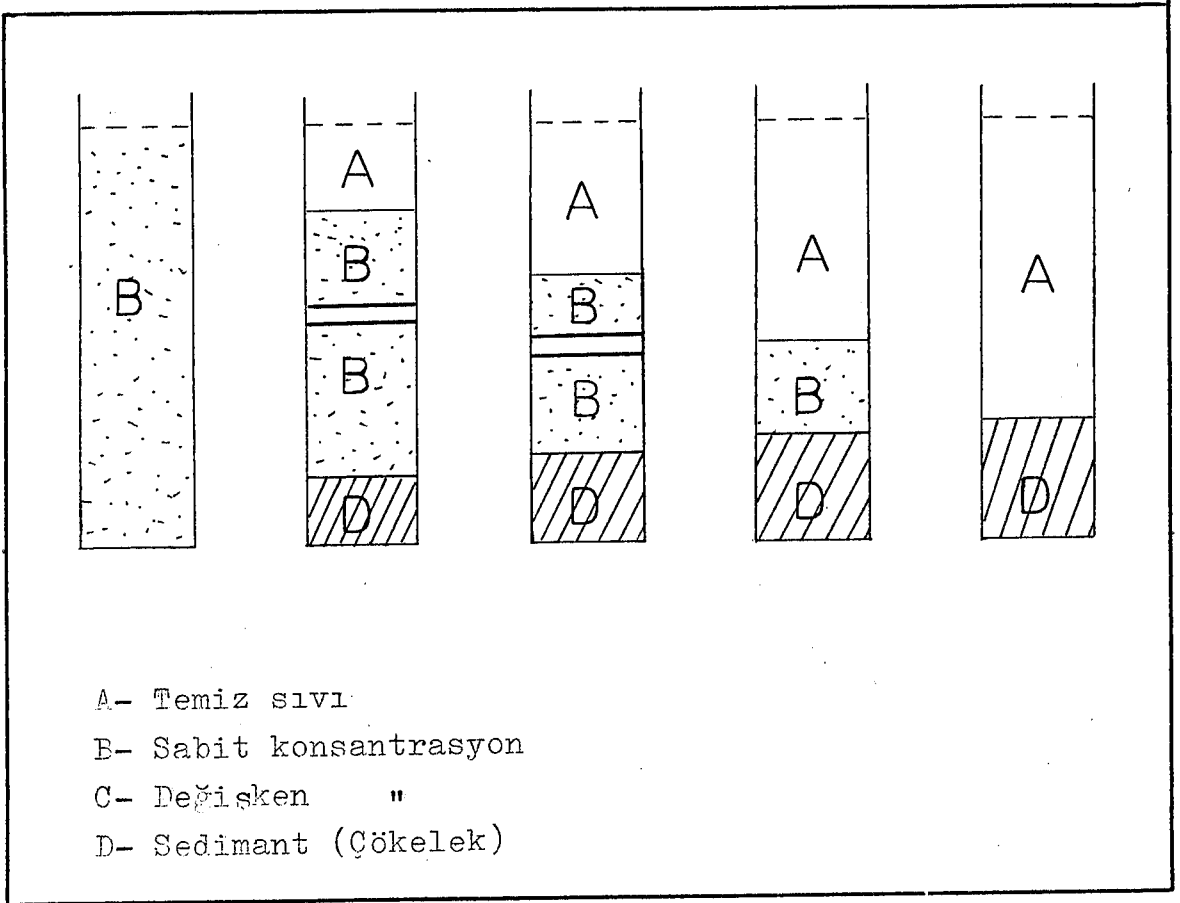 A A A A
B B B B
B B
D D D D
A- Temiz sıvı
B- Sabit konsantrasyon
C- Değişken "
D- Sedimant (Çökelek)